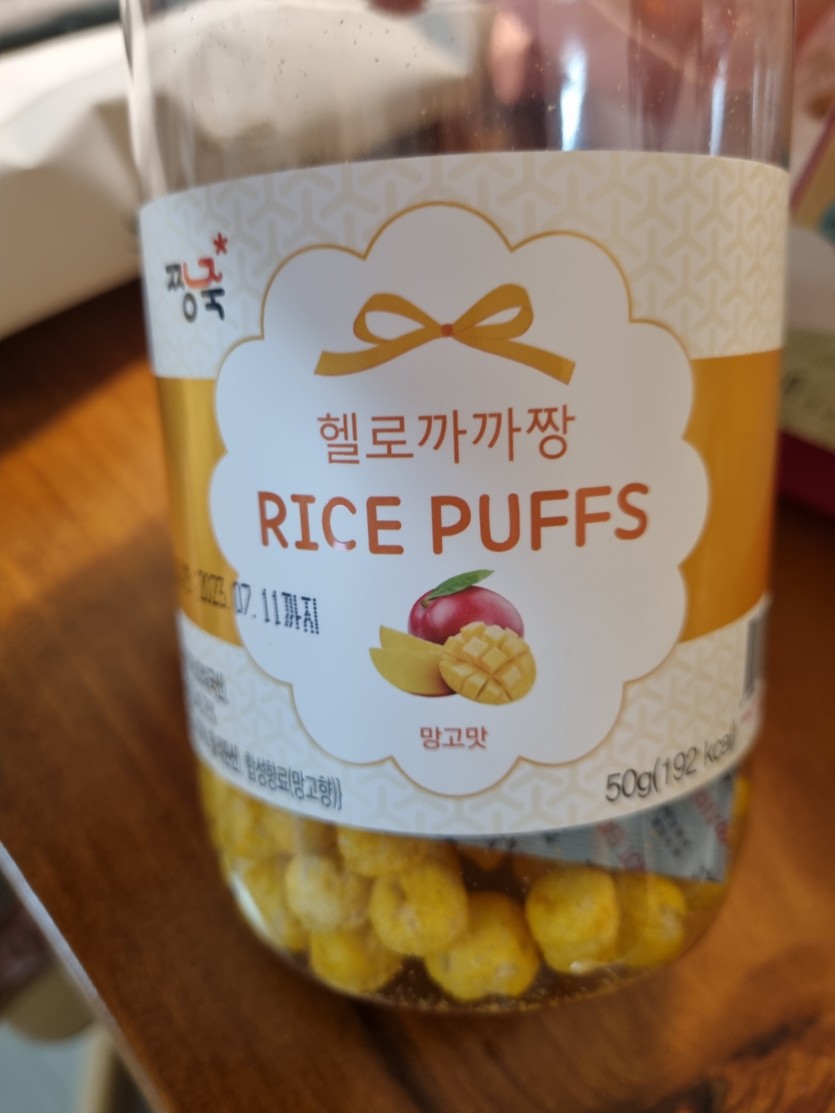 짱죽
헬로까까짱
RICE PUFFS
07.11까지
망고맛
합성향료(망고향)}
50g(192 kcal)